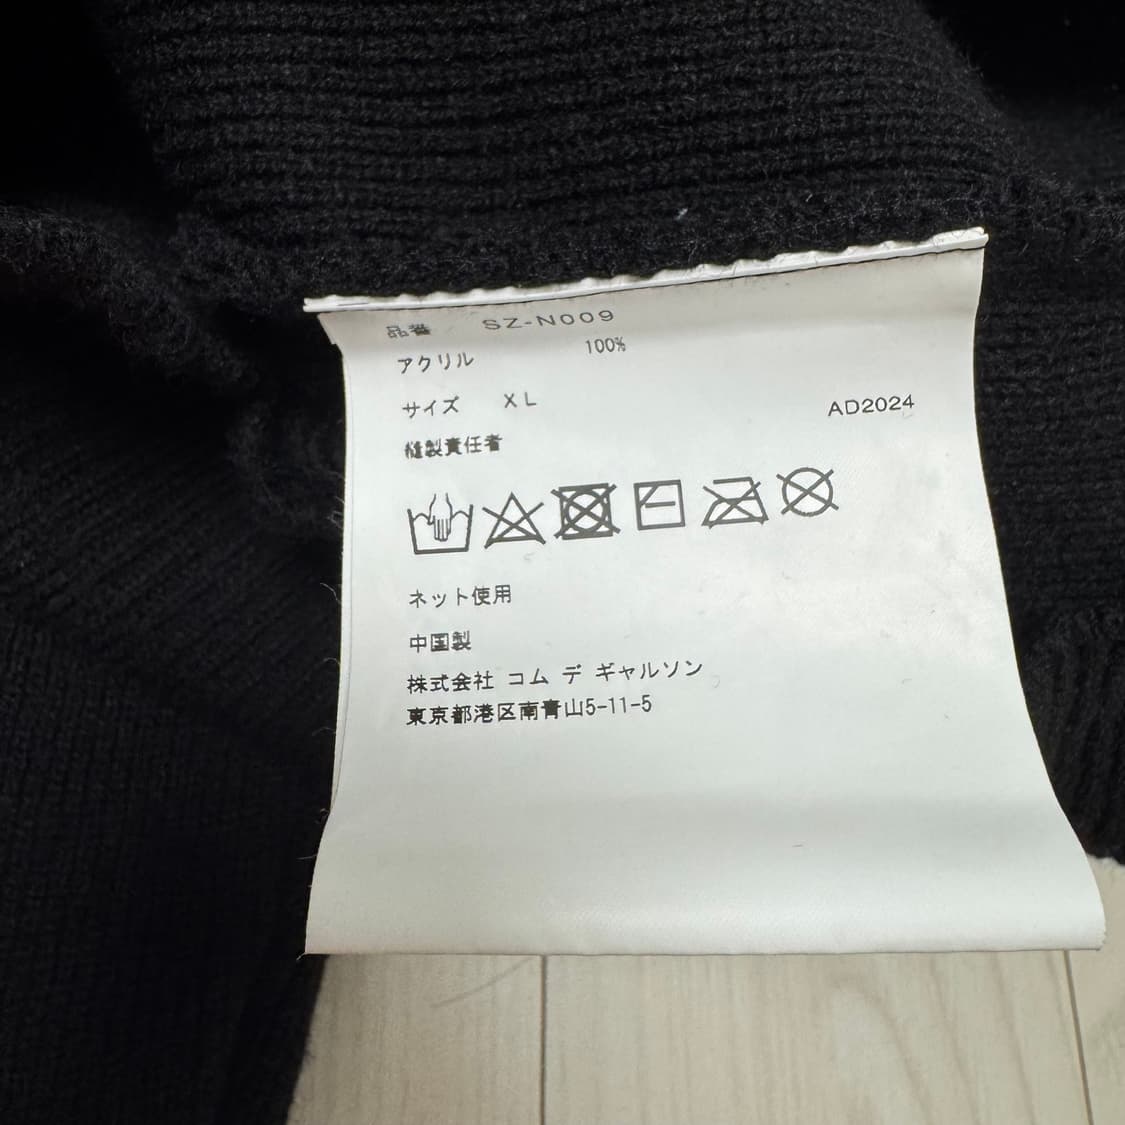 品番 SZ-N009
アクリル 100%
サイズ XL
AD2024
縫製責任者
ネット使用
中国製
株式会社 コム デ ギャルソン
東京都港区南青山5-11-5